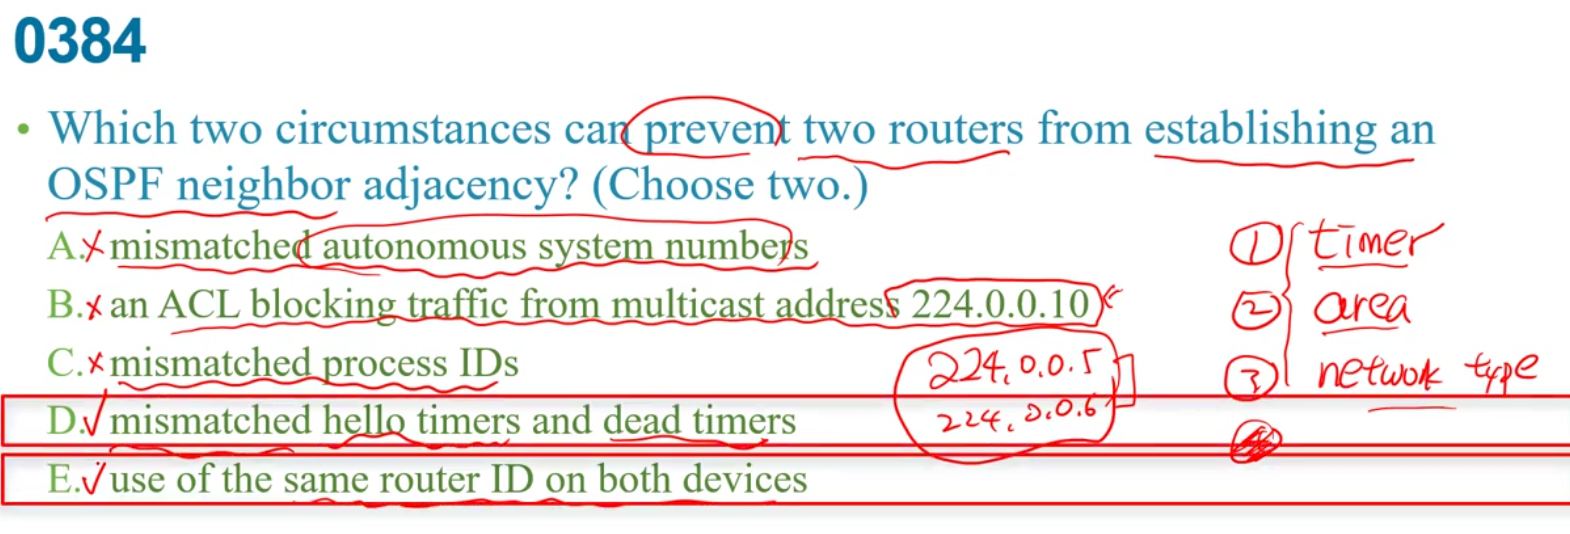 0384
• Which two circumstances can prevent two routers from establishing an
OSPF neighbor adjacency? (Choose two.)
A.× mismatched autonomous system numbers
B.× an ACL blocking traffic from multicast address 224.0.0.10
C.× mismatched process IDs
D.✓ mismatched hello timers and dead timers
E.✓ use of the same router ID on both devices
224.0.0.5
224.0.0.6
① timer
② area
③ network type